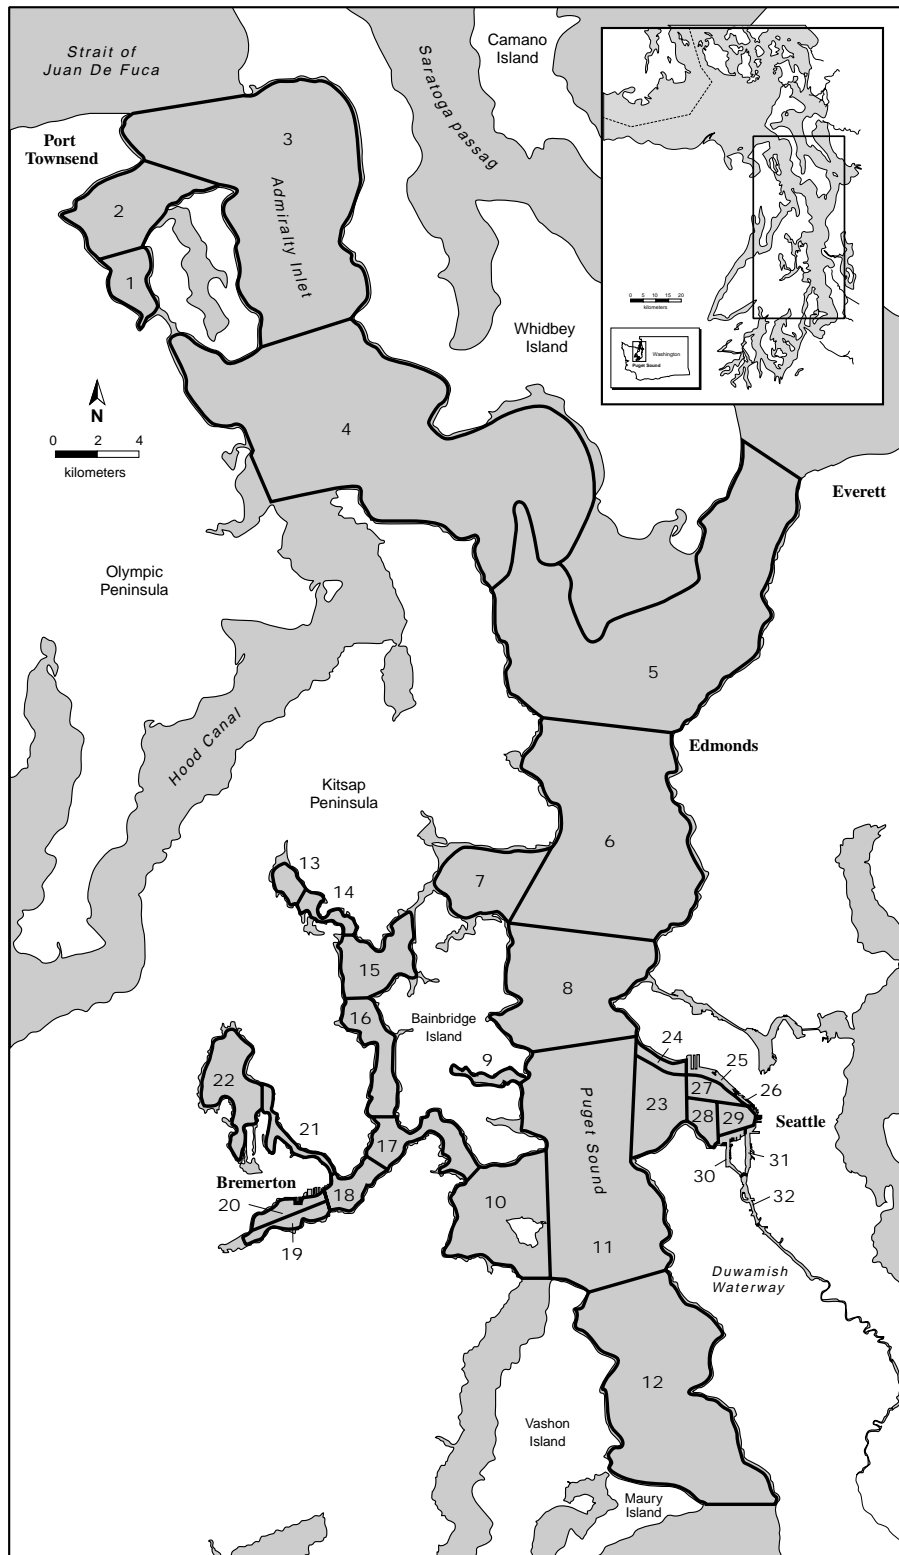 Strait of
Juan De Fuca
Camano
Island
Saratoga passag
Port
Townsend
3
2
1
Admiralty Inlet
0 5 10 15 20
kilometers
Washington
Puget Sound
Whidbey
Island
N
0 2 4
kilometers
4
Everett
Olympic
Peninsula
5
Hood Canal
Edmonds
Kitsap
Peninsula
6
13
7
14
15
8
16
Bainbridge
Island
9
24
25
22
27
26
23
28
29
Seattle
Puget Sound
21
17
30
31
Bremerton
20
18
10
32
19
11
Duwamish
Waterway
12
Vashon
Island
Maury
Island